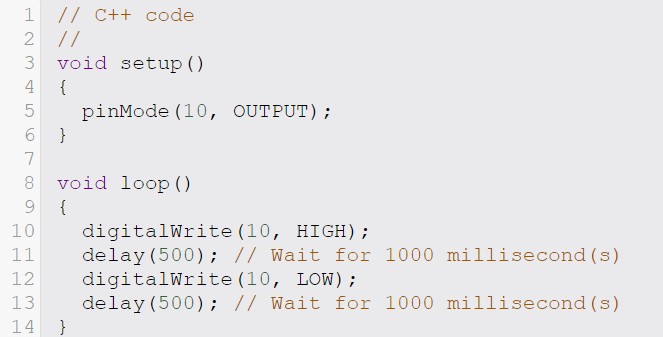 1 // C++ code
2 //
3 void setup()
4 {
5   pinMode(10, OUTPUT);
6 }
7
8 void loop()
9 {
10   digitalWrite(10, HIGH);
11   delay(500); // Wait for 1000 millisecond(s)
12   digitalWrite(10, LOW);
13   delay(500); // Wait for 1000 millisecond(s)
14 }